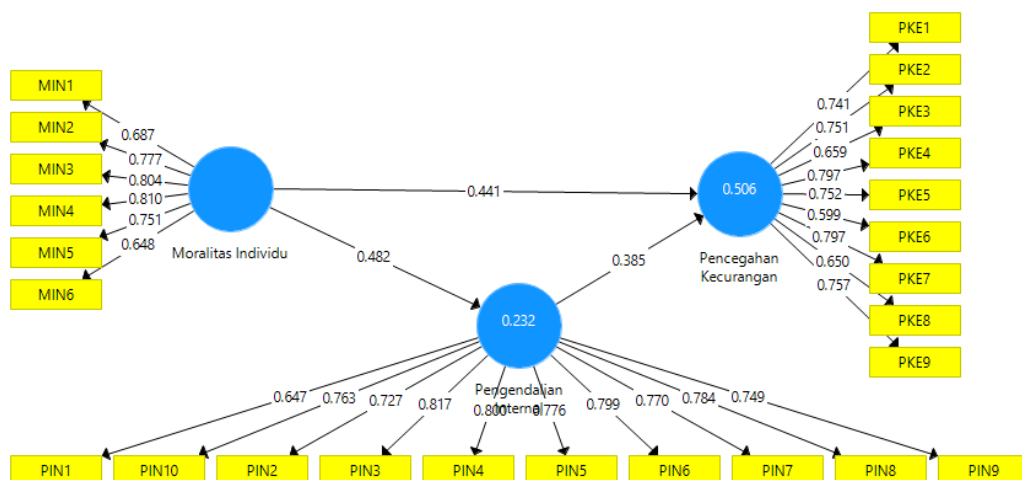 MIN1
MIN2
MIN3
MIN4
MIN5
MIN6
0.687
0.777
0.804
0.810
0.751
0.648
Moralitas Individu
0.441
0.482
0.385
0.506
Pencegahan
Kecurangan
0.741
0.751
0.659
0.797
0.752
0.599
0.797
0.650
0.757
PKE1
PKE2
PKE3
PKE4
PKE5
PKE6
PKE7
PKE8
PKE9
0.232
Pengendalian
Internal
0.647
0.763
0.727
0.817
0.800
0.776
0.799
0.770
0.784
0.749
PIN1
PIN10
PIN2
PIN3
PIN4
PIN5
PIN6
PIN7
PIN8
PIN9